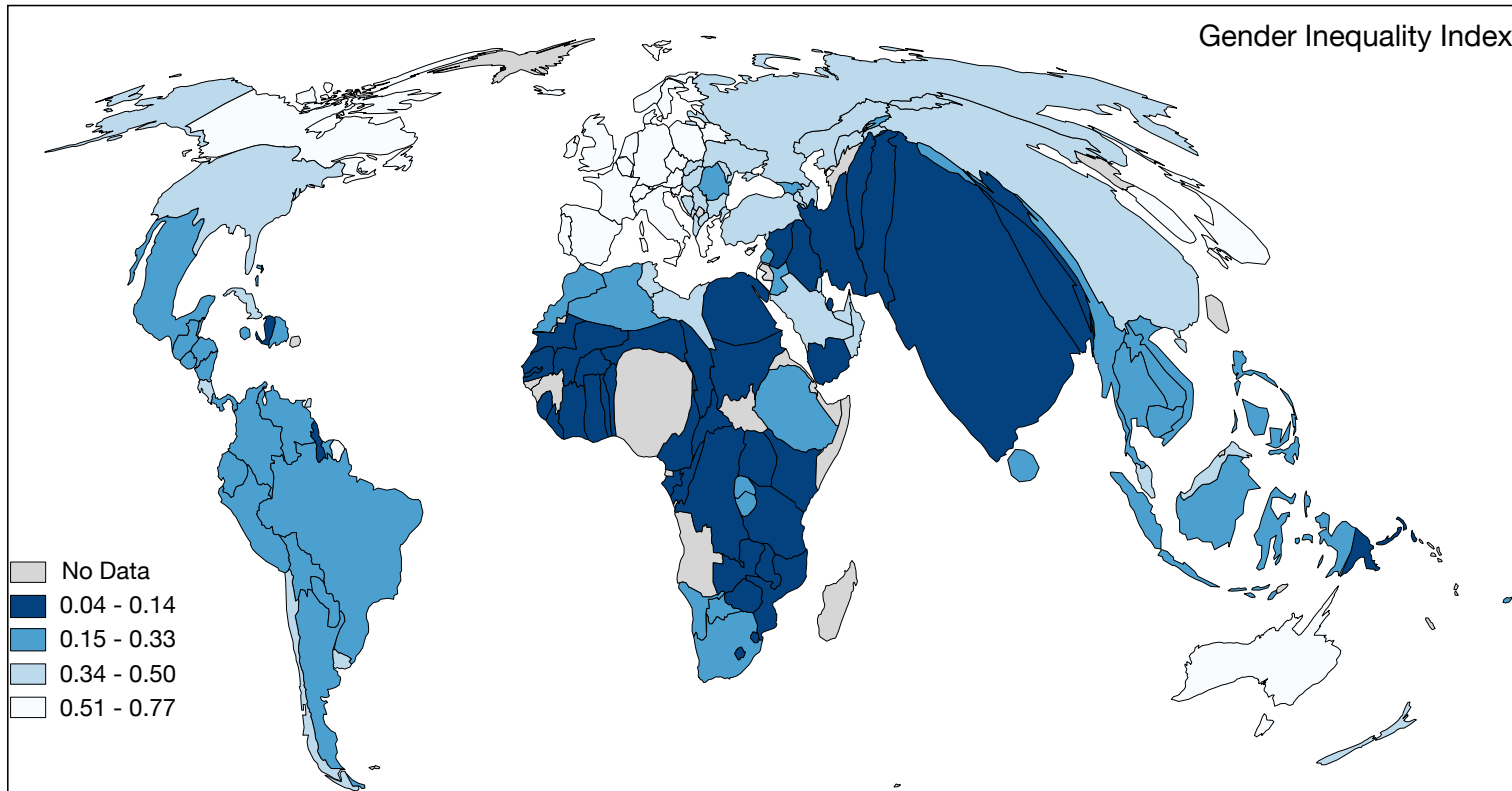 Gender Inequality Index
No Data
0.04 - 0.14
0.15 - 0.33
0.34 - 0.50
0.51 - 0.77